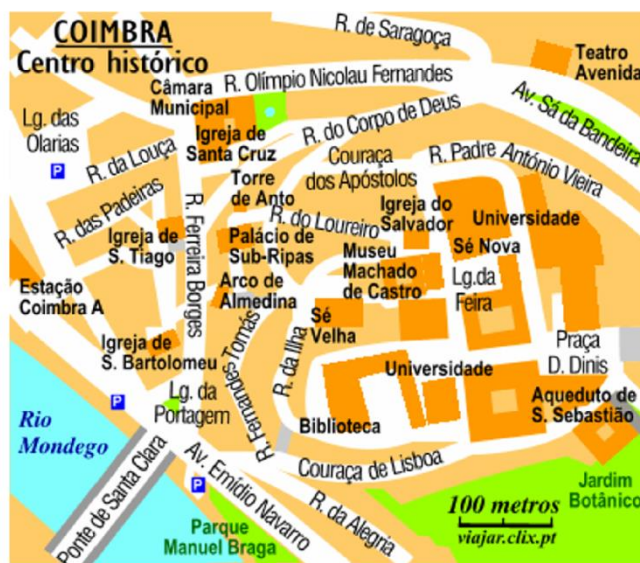 COIMBRA
Centro histórico
R. de Saragoça
Teatro
Avenida
Câmara
Municipal
R. Olímpio Nicolau Fernandes
Av. Sá da Bandeira
Lg. das
Olarias
P
R. da Louça
Igreja de
Santa Cruz
R. do Corpo de Deus
Couraça
dos Apóstolos
R. Padre António Vieira
R. das Padeiras
Torre
de Anto
R. Ferreira Borges
R. do Loureiro
Igreja do
Salvador
Universidade
Igreja de
S. Tiago
Palácio de
Sub-Ripas
Museu
Machado
de Castro
Sé Nova
Lg.da
Feira
Estação
Coimbra A
Arco de
Almedina
Sé
Velha
R. da Ilha
R Fernandes Tomás
Igreja de
S. Bartolomeu
Universidade
Praça
D. Dinis
P
Lg. da
Portagem
Biblioteca
Aqueduto de
S. Sebastião
Rio
Mondego
Ponte de Santa Clara
Av. Emídio Navarro
Couraça de Lisboa
P
R. da Alegria
Jardim
Botânico
Parque
Manuel Braga
100 metros
viajar.clix.pt